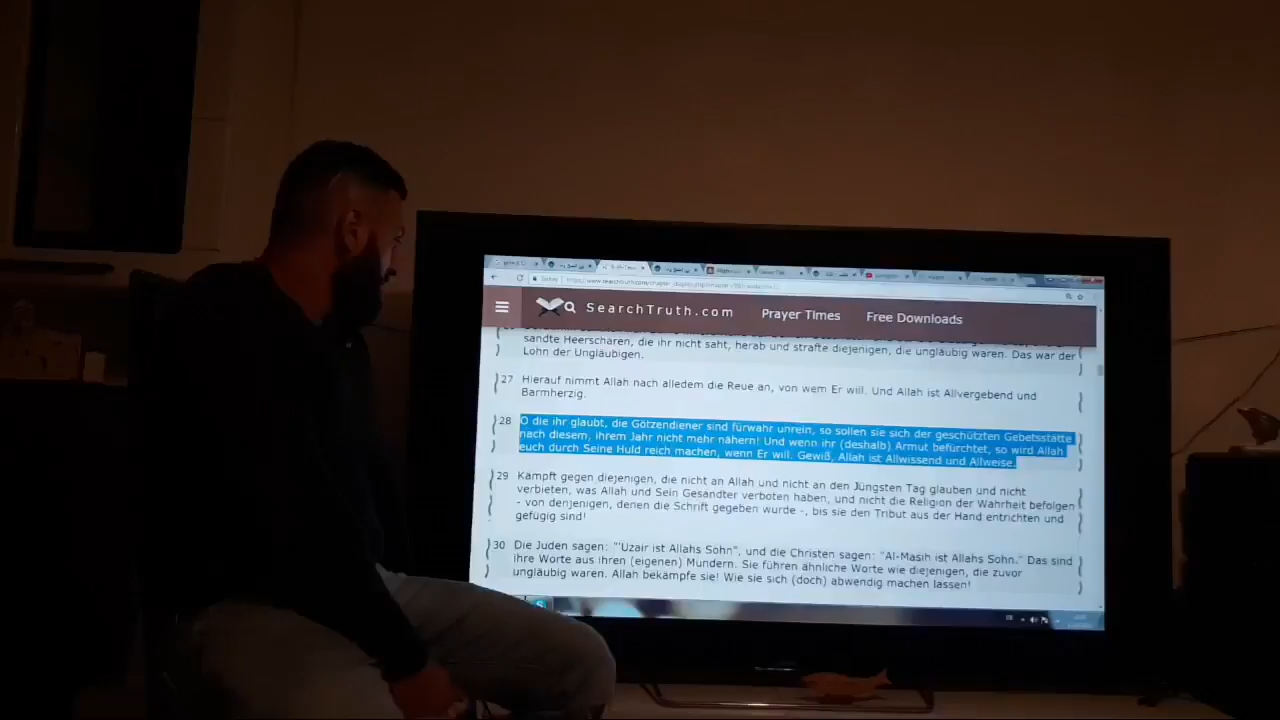 SearchTruth.com Prayer Times Free Downloads
sandte Heerscharen, die ihr nicht saht, herab und strafte diejenigen, die ungläubig waren. Das war der
Lohn der Ungläubigen.
27 Hierauf nimmt Allah nach alledem die Reue an, von wem Er will. Und Allah ist Allvergebend und
Barmherzig.
28 O die ihr glaubt, die Götzendiener sind fürwahr unrein, so sollen sie sich der geschützten Gebetsstätte
nach diesem, ihrem Jahr nicht mehr nähern! Und wenn ihr (deshalb) Armut befürchtet, so wird Allah
euch durch Seine Huld reich machen, wenn Er will. Gewiß, Allah ist Allwissend und Allweise.
29 Kämpft gegen diejenigen, die nicht an Allah und nicht an den Jüngsten Tag glauben und nicht
verbieten, was Allah und Sein Gesandter verboten haben, und nicht die Religion der Wahrheit befolgen
- von denjenigen, denen die Schrift gegeben wurde -, bis sie den Tribut aus der Hand entrichten und
gefügig sind!
30 Die Juden sagen: "'Uzair ist Allahs Sohn", und die Christen sagen: "Al-Masih ist Allahs Sohn." Das sind
ihre Worte aus ihren (eigenen) Mündern. Sie führen ähnliche Worte wie diejenigen, die zuvor
ungläubig waren. Allah bekämpfe sie! Wie sie sich (doch) abwendig machen lassen!